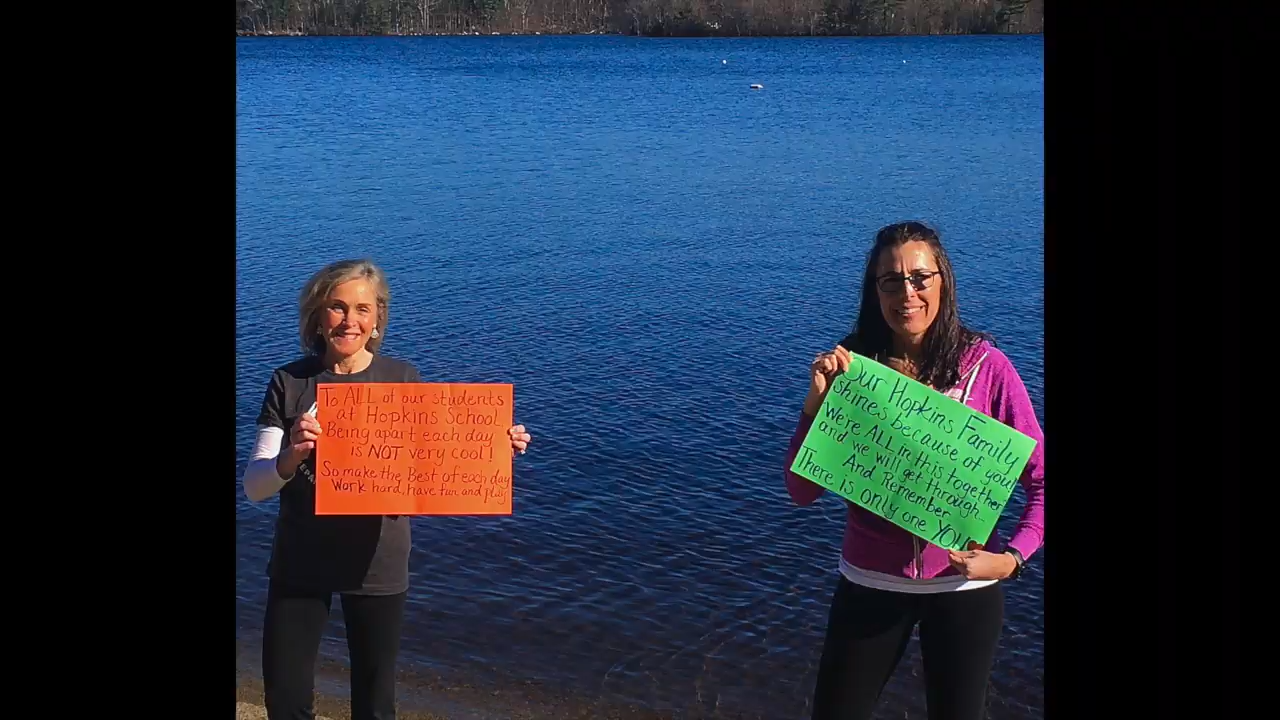 To ALL of our students
at Hopkins School.
Being apart each day
is NOT very cool!
So make the Best of each day
Work hard, have fun and play
Our Hopkins Family
shines because of you!
We're ALL in this together
and we will get through
And Remember
There is only one YOU